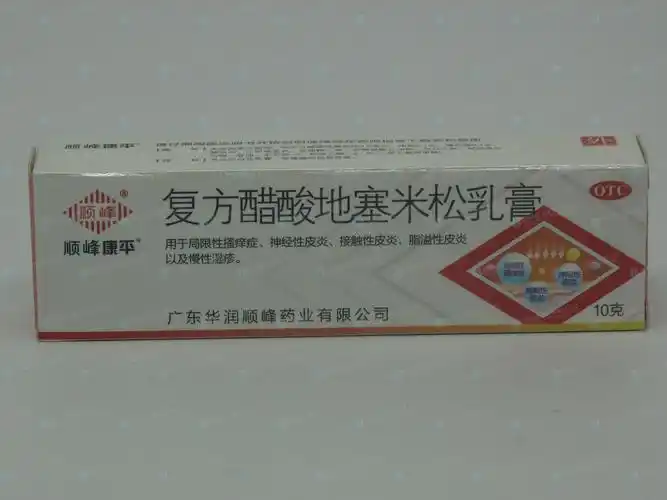 顺峰康平
外
顺峰®
顺峰康平®
复方醋酸地塞米松乳膏
OTC
用于局限性瘙痒症、神经性皮炎、接触性皮炎、脂溢性皮炎
以及慢性湿疹。
广东华润顺峰药业有限公司
10克